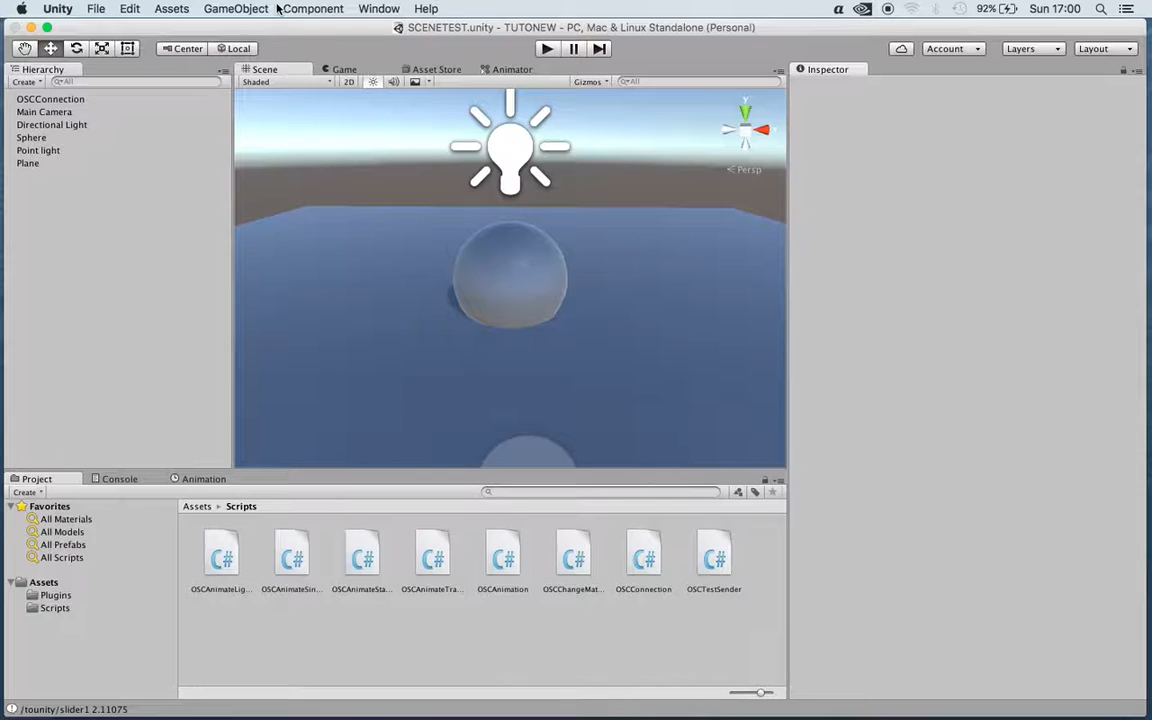 Unity File Edit Assets GameObject Component Window Help 92% Sun 17:00
SCENETEST.unity - TUTONEW - PC, Mac & Linux Standalone (Personal)
Center Local Account Layers Layout
Hierarchy Scene Game Asset Store Animator Inspector
Create All Shaded 2D Gizmos All
OSCConnection
Main Camera
Directional Light
Sphere
Point light
Plane
y
Persp
Project Console Animation
Create
Favorites
All Materials
All Models
All Prefabs
All Scripts
Assets
Plugins
Scripts
Assets Scripts
C# C# C# C# C# C# C# C#
OSCAnimateLig... OSCAnimateSin... OSCAnimateSta... OSCAnimateTra... OSCAnimation OSCChangeMat... OSCConnection OSCTestSender
/tounity/slider1 2.11075